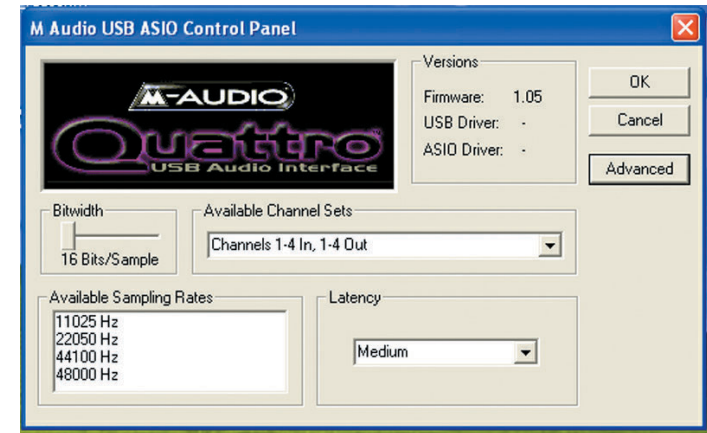 M Audio USB ASIO Control Panel
M-AUDIO
Quattro
USB Audio Interface
Versions
Firmware: 1.05
USB Driver: -
ASIO Driver: -
OK
Cancel
Advanced
Bitwidth
16 Bits/Sample
Available Channel Sets
Channels 1-4 In, 1-4 Out
Available Sampling Rates
11025 Hz
22050 Hz
44100 Hz
48000 Hz
Latency
Medium